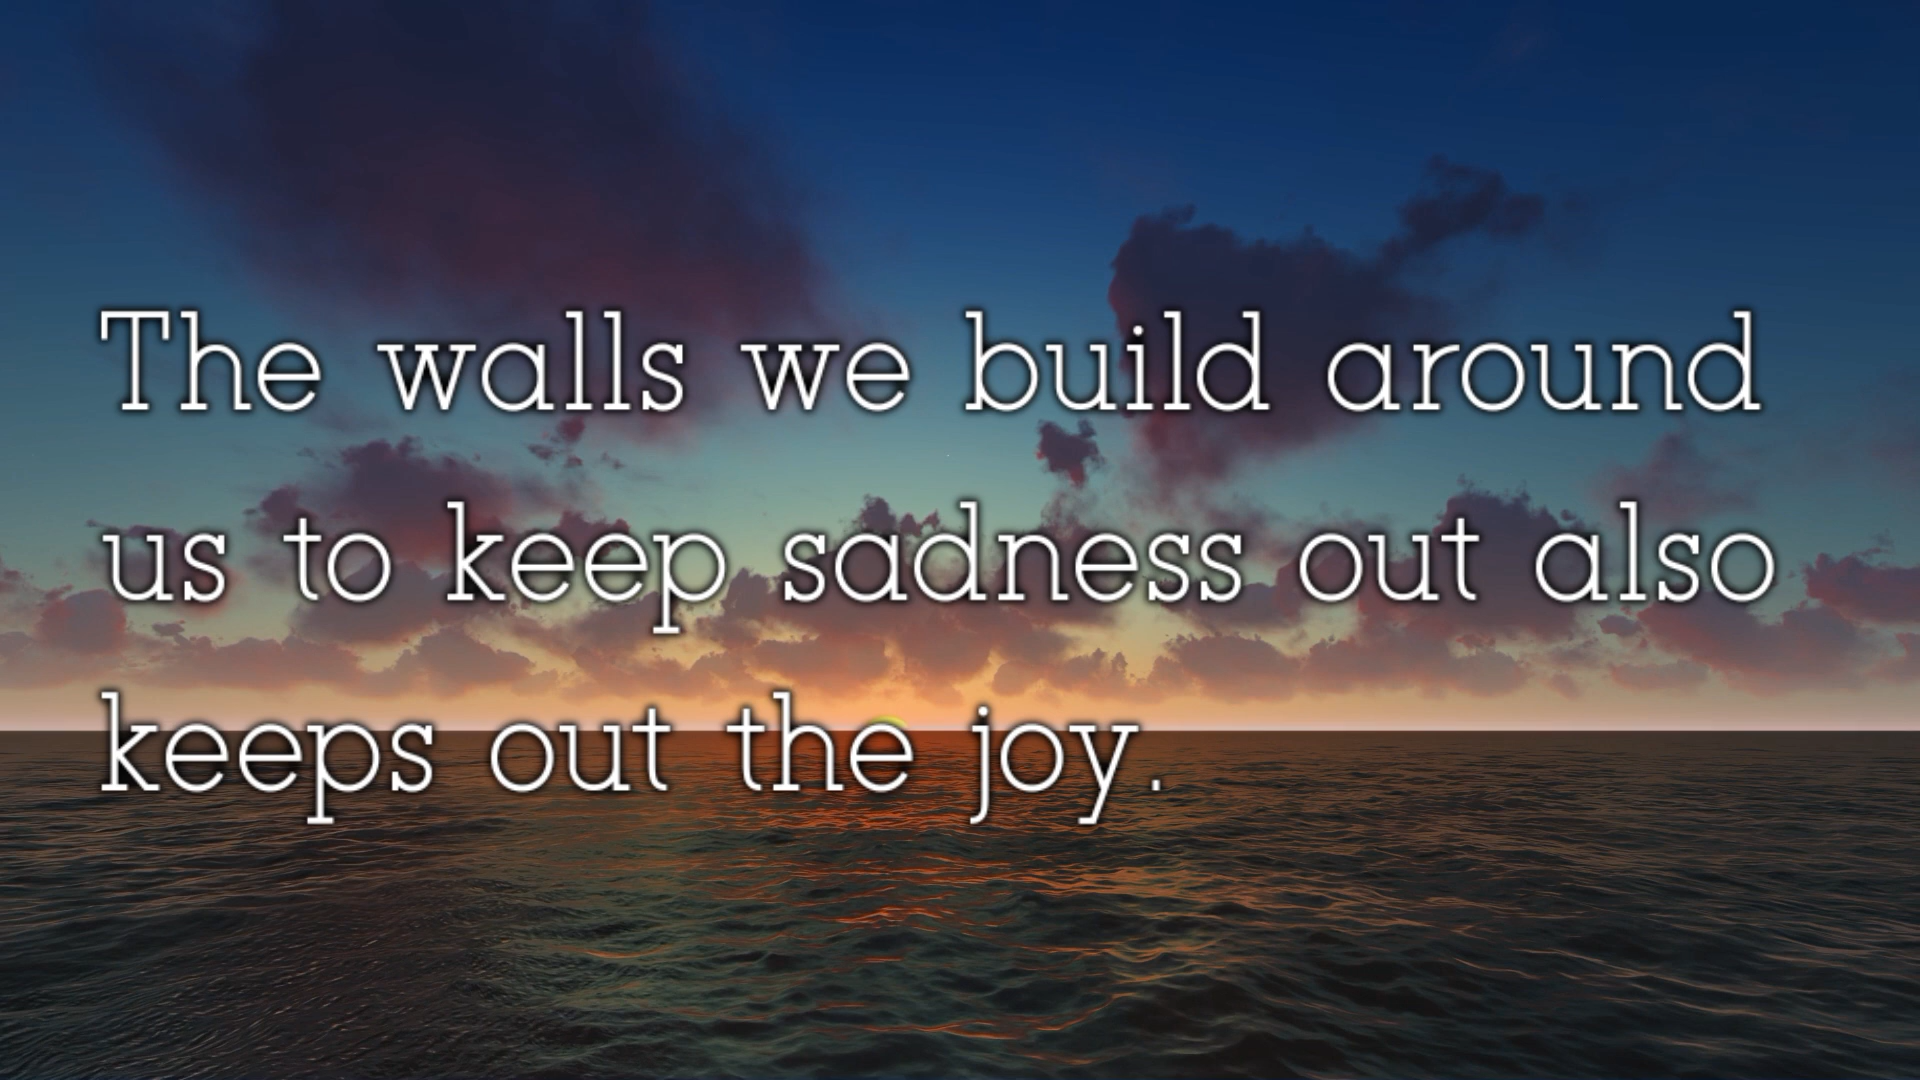 The walls we build around
us to keep sadness out also
keeps out the joy.